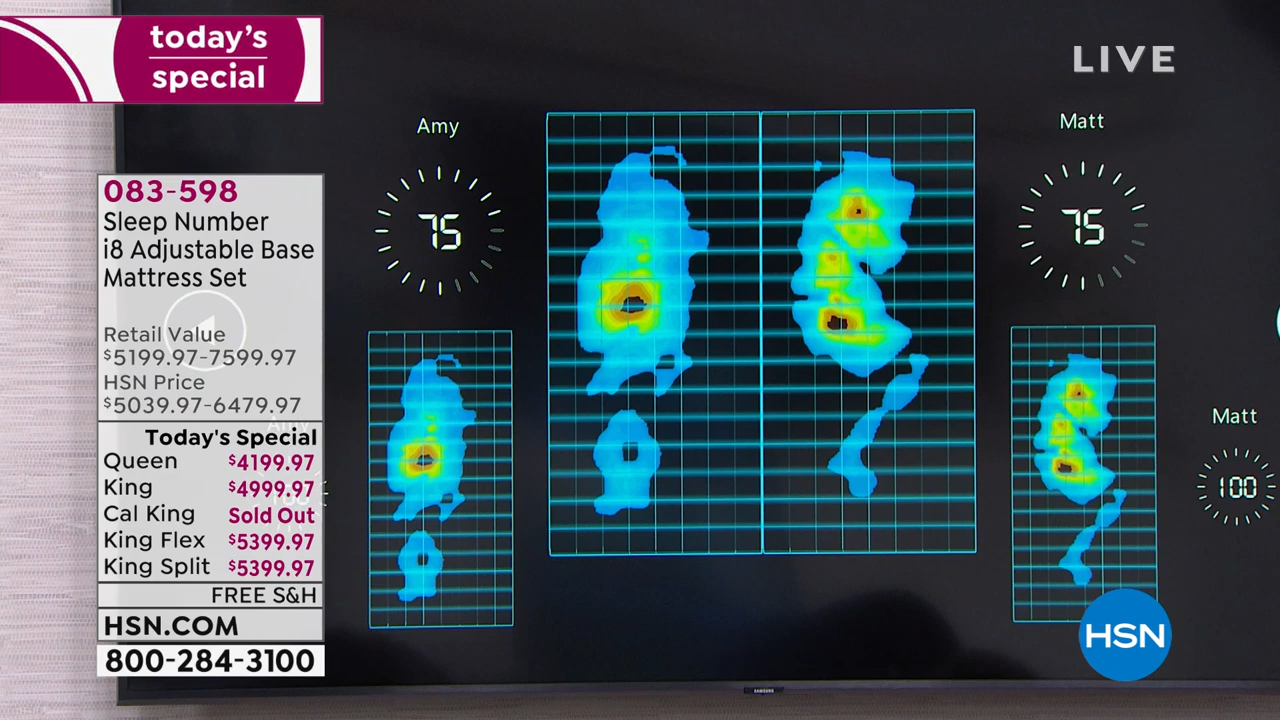 today's
special
LIVE
Amy
75
Matt
75
083-598
Sleep Number
i8 Adjustable Base
Mattress Set
Retail Value
$5199.97-7599.97
HSN Price
$5039.97-6479.97
Today's Special
Queen $4199.97
King $4999.97
Cal King Sold Out
King Flex $5399.97
King Split $5399.97
FREE S&H
HSN.COM
800-284-3100
Amy
Matt
100
HSN
SAMSUNG